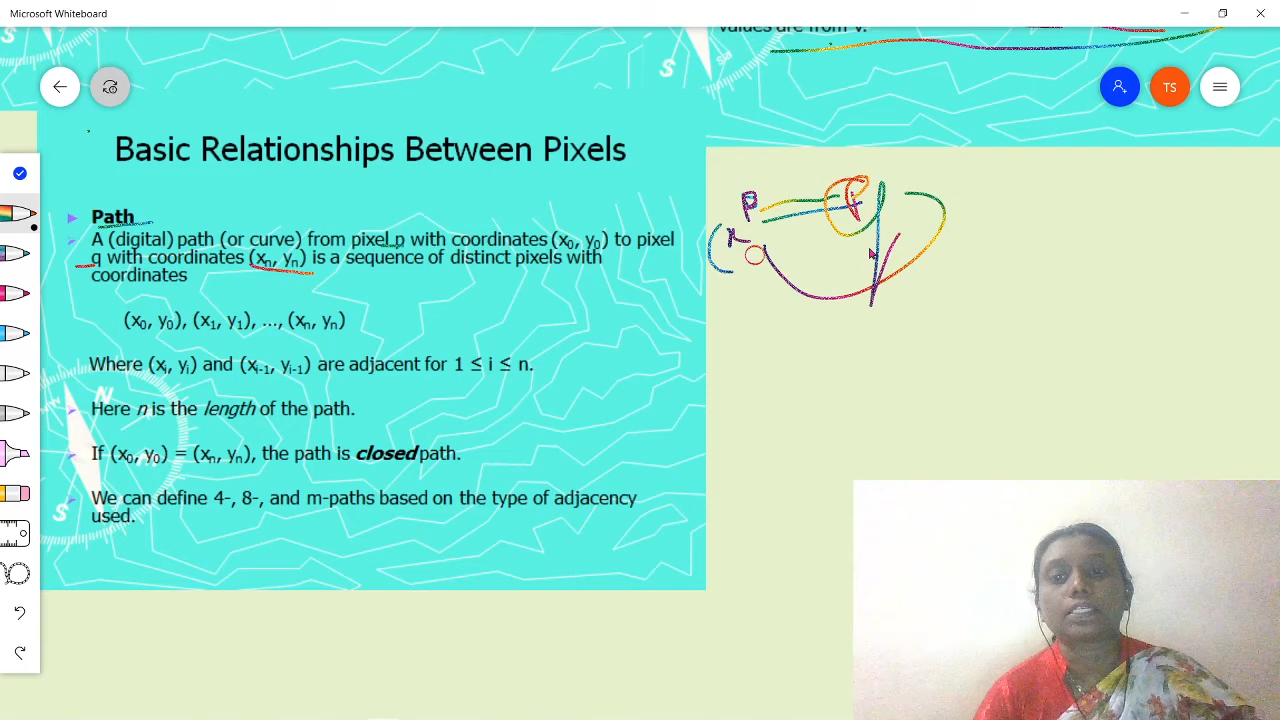 Microsoft Whiteboard
values are from V.
TS
Basic Relationships Between Pixels
Path
A (digital) path (or curve) from pixel p with coordinates (x0, y0) to pixel
q with coordinates (xn, yn) is a sequence of distinct pixels with
coordinates
(x0, y0), (x1, y1), ..., (xn, yn)
Where (xi, yi) and (xi-1, yi-1) are adjacent for 1 ≤ i ≤ n.
Here n is the length of the path.
If (x0, y0) = (xn, yn), the path is closed path.
We can define 4-, 8-, and m-paths based on the type of adjacency
used.
N
S
S
S
P
(x0